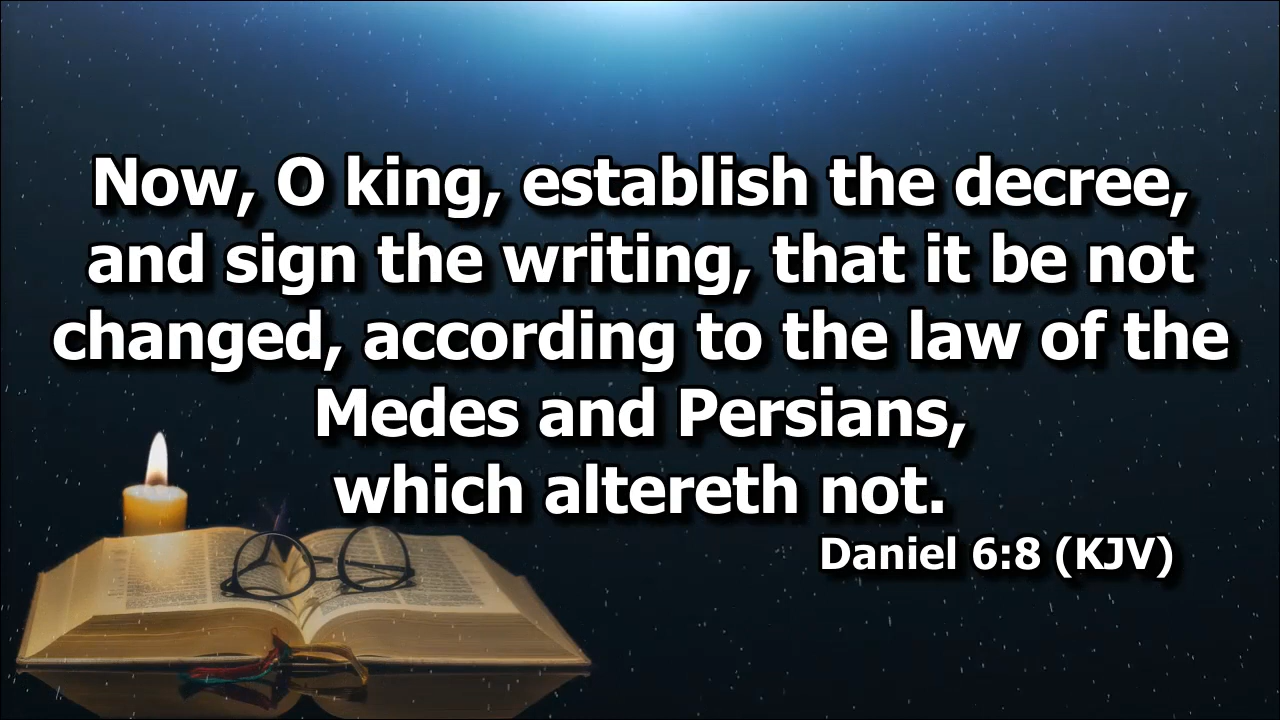 Now, O king, establish the decree,
and sign the writing, that it be not
changed, according to the law of the
Medes and Persians,
which altereth not.
Daniel 6:8 (KJV)